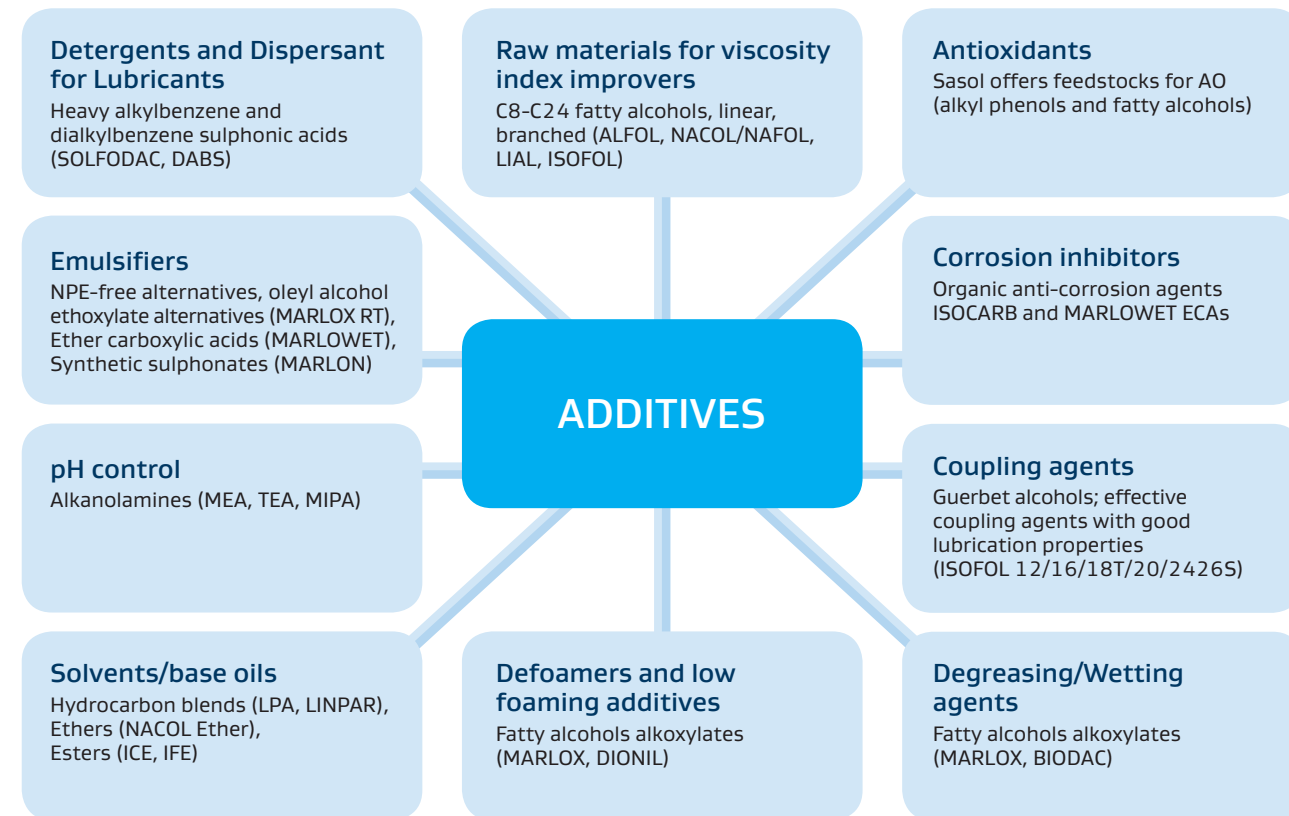 Detergents and Dispersant
for Lubricants
Heavy alkylbenzene and
dialkylbenzene sulphonic acids
(SOLFODAC, DABS)
Raw materials for viscosity
index improvers
C8-C24 fatty alcohols, linear,
branched (ALFOL, NACOL/NAFOL,
LIAL, ISOFOL)
Antioxidants
Sasol offers feedstocks for AO
(alkyl phenols and fatty alcohols)
Emulsifiers
NPE-free alternatives, oleyl alcohol
ethoxylate alternatives (MARLOX RT),
Ether carboxylic acids (MARLOWET),
Synthetic sulphonates (MARLON)
Corrosion inhibitors
Organic anti-corrosion agents
ISOCARB and MARLOWET ECAs
ADDITIVES
pH control
Alkanolamines (MEA, TEA, MIPA)
Coupling agents
Guerbet alcohols; effective
coupling agents with good
lubrication properties
(ISOFOL 12/16/18T/20/2426S)
Solvents/base oils
Hydrocarbon blends (LPA, LINPAR),
Ethers (NACOL Ether),
Esters (ICE, IFE)
Defoamers and low
foaming additives
Fatty alcohols alkoxylates
(MARLOX, DIONIL)
Degreasing/Wetting
agents
Fatty alcohols alkoxylates
(MARLOX, BIODAC)